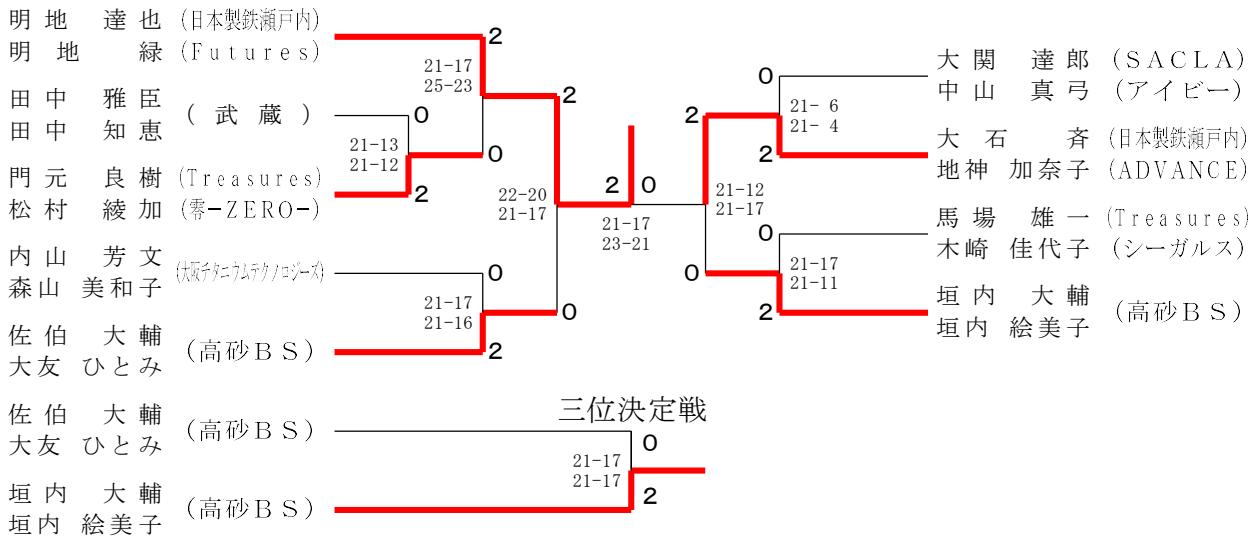 明地 達也 (日本製鉄瀬戸内)
明地 緑 (Futures)
田中 雅臣
田中 知恵
(武蔵)
門元 良樹 (Treasures)
松村 綾加 (零-ZERO-)
内山 芳文
森山 美和子
(大阪チタニウムテクノロジーズ)
佐伯 大輔
大友 ひとみ
(高砂BS)
2
21-17
25-23
0
21-13
21-12
2
0
2
22-20
21-17
0
21-17
21-16
2
0
2 0
21-17
23-21
2
21-12
21-17
0
0
21- 6
21- 4
2
0
21-17
21-11
2
大関 達郎 (SACLA)
中山 真弓 (アイビー)
大石 斉 (日本製鉄瀬戸内)
地神 加奈子 (ADVANCE)
馬場 雄一 (Treasures)
木崎 佳代子 (シーガルス)
垣内 大輔
垣内 絵美子
(高砂BS)
三位決定戦
佐伯 大輔
大友 ひとみ
(高砂BS)
垣内 大輔
垣内 絵美子
(高砂BS)
0
21-17
21-17
2